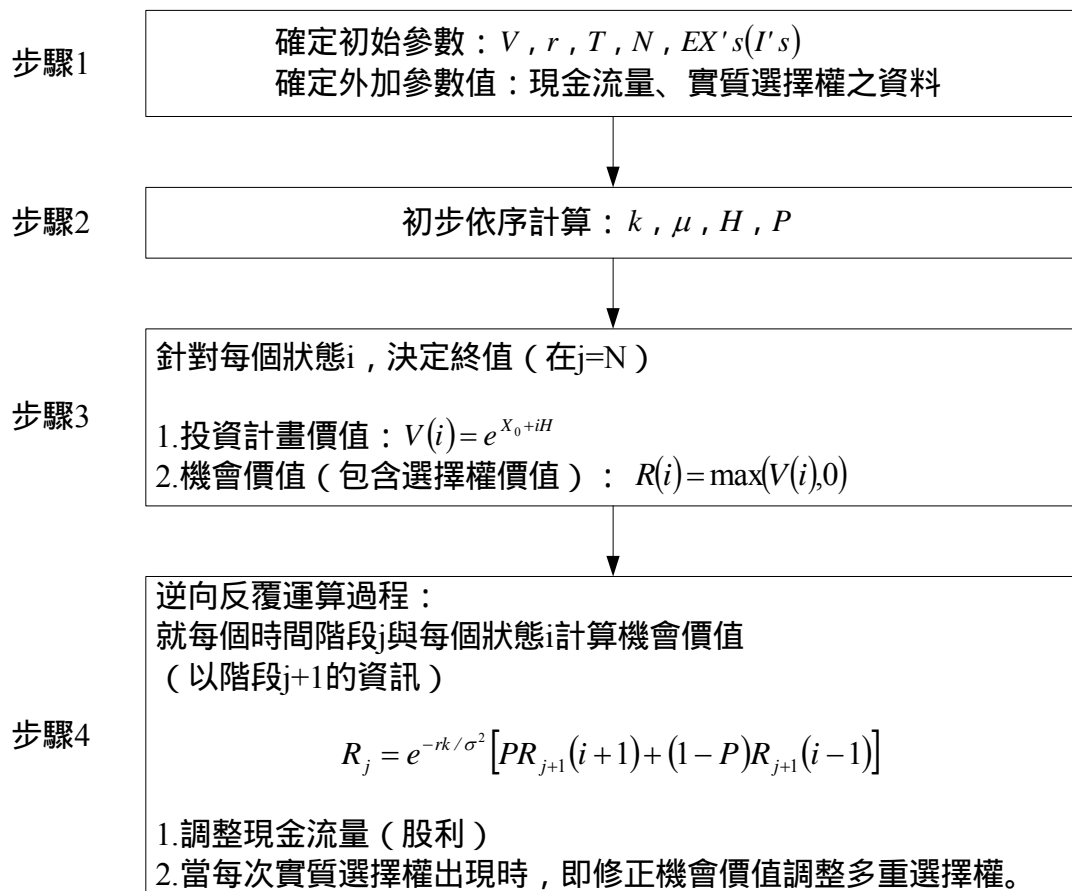 步驟1
確定初始參數：V , r , T , N , EX's(I's)
確定外加參數值：現金流量、實質選擇權之資料
步驟2
初步依序計算：k , μ , H , P
步驟3
針對每個狀態i，決定終值（在j=N）
1.投資計畫價值：V(i)=e^{X_0+iH}
2.機會價值（包含選擇權價值）：R(i)=max(V(i),0)
步驟4
逆向反覆運算過程：
就每個時間階段j與每個狀態i計算機會價值
（以階段j+1的資訊）
R_j = e^{-rk/σ^2}[PR_{j+1}(i+1)+(1-P)R_{j+1}(i-1)]
1.調整現金流量（股利）
2.當每次實質選擇權出現時，即修正機會價值調整多重選擇權。